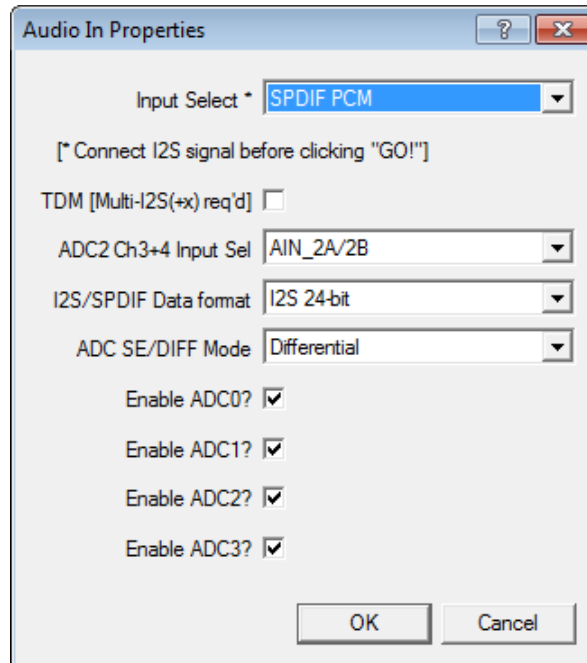 Audio In Properties ?
Input Select * SPDIF PCM
[* Connect I2S signal before clicking "GO!"]
TDM [Multi-I2S(+x) req'd]
ADC2 Ch3+4 Input Sel AIN_2A/2B
I2S/SPDIF Data format I2S 24-bit
ADC SE/DIFF Mode Differential
Enable ADC0?
Enable ADC1?
Enable ADC2?
Enable ADC3?
OK Cancel